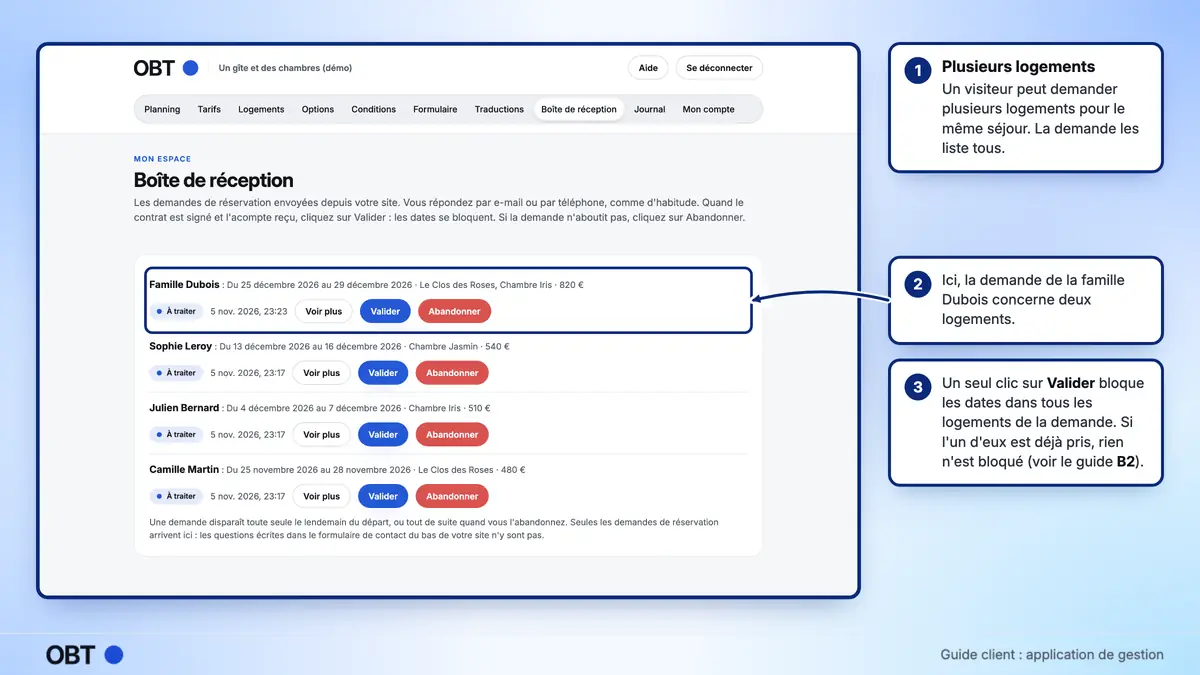 OBT
Un gîte et des chambres (démo)
Aide
Se déconnecter
Planning
Tarifs
Logements
Options
Conditions
Formulaire
Traductions
Boîte de réception
Journal
Mon compte
MON ESPACE
Boîte de réception
Les demandes de réservation envoyées depuis votre site. Vous répondez par e-mail ou par téléphone, comme d'habitude. Quand le
contrat est signé et l'acompte reçu, cliquez sur Valider : les dates se bloquent. Si la demande n'aboutit pas, cliquez sur Abandonner.
Famille Dubois : Du 25 décembre 2026 au 29 décembre 2026 · Le Clos des Roses, Chambre Iris · 820 €
À traiter 5 nov. 2026, 23:23 Voir plus Valider Abandonner
Sophie Leroy : Du 13 décembre 2026 au 16 décembre 2026 · Chambre Jasmin · 540 €
À traiter 5 nov. 2026, 23:17 Voir plus Valider Abandonner
Julien Bernard : Du 4 décembre 2026 au 7 décembre 2026 · Chambre Iris · 510 €
À traiter 5 nov. 2026, 23:17 Voir plus Valider Abandonner
Camille Martin : Du 25 novembre 2026 au 28 novembre 2026 · Le Clos des Roses · 480 €
À traiter 5 nov. 2026, 23:17 Voir plus Valider Abandonner
Une demande disparaît toute seule le lendemain du départ, ou tout de suite quand vous l'abandonnez. Seules les demandes de réservation
arrivent ici : les questions écrites dans le formulaire de contact du bas de votre site n'y sont pas.
1 Plusieurs logements
Un visiteur peut demander
plusieurs logements pour le
même séjour. La demande les
liste tous.
2 Ici, la demande de la famille
Dubois concerne deux
logements.
3 Un seul clic sur Valider bloque
les dates dans tous les
logements de la demande. Si
l'un d'eux est déjà pris, rien
n'est bloqué (voir le guide B2).
OBT
Guide client : application de gestion